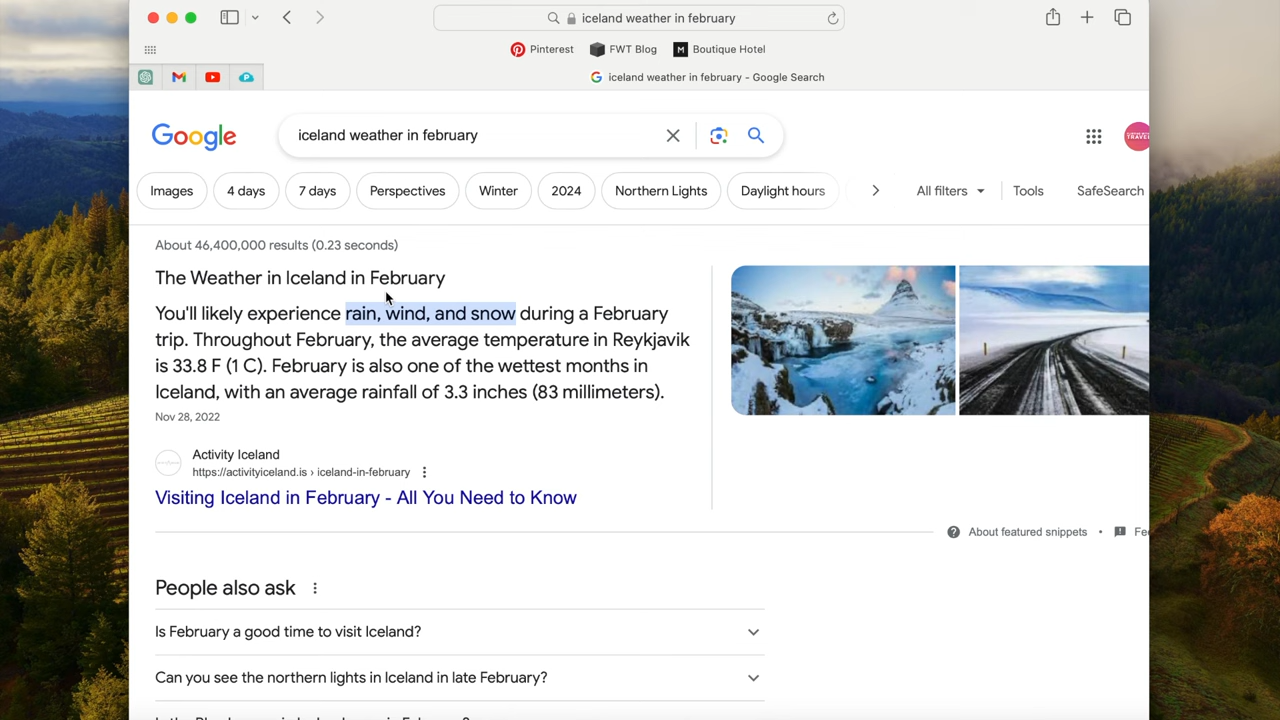 iceland weather in february
Pinterest FWT Blog M Boutique Hotel
iceland weather in february - Google Search
Google iceland weather in february TRAVEL
Images 4 days 7 days Perspectives Winter 2024 Northern Lights Daylight hours All filters Tools SafeSearch
About 46,400,000 results (0.23 seconds)
The Weather in Iceland in February
You'll likely experience rain, wind, and snow during a February
trip. Throughout February, the average temperature in Reykjavik
is 33.8 F (1 C). February is also one of the wettest months in
Iceland, with an average rainfall of 3.3 inches (83 millimeters).
Nov 28, 2022
Activity Iceland
https://activityiceland.is › iceland-in-february
Visiting Iceland in February - All You Need to Know
About featured snippets • Fee
People also ask
Is February a good time to visit Iceland?
Can you see the northern lights in Iceland in late February?